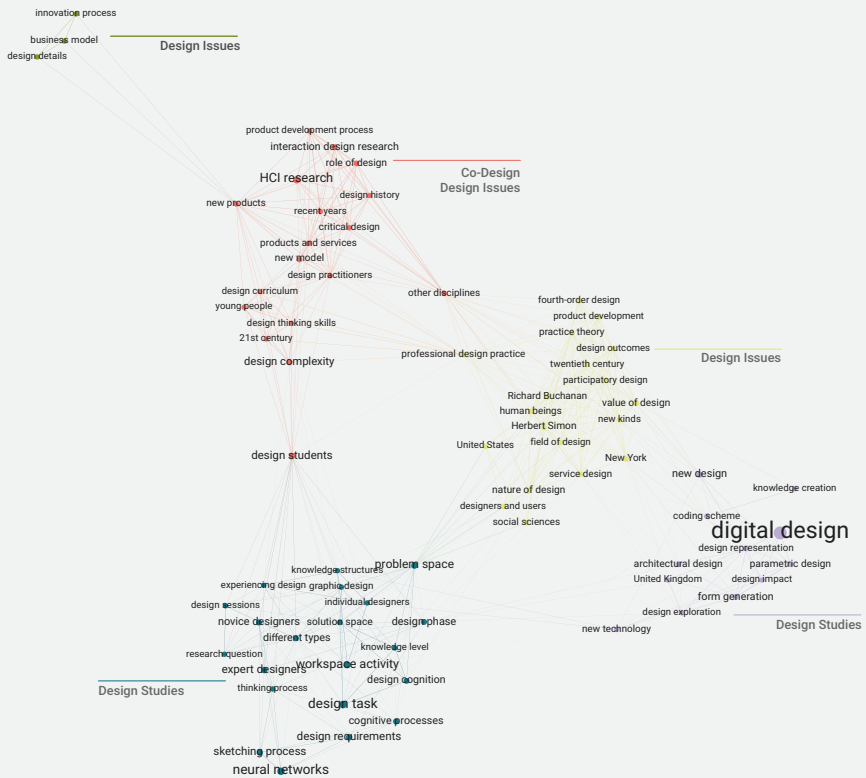 innovation process
business model
Design Issues
design details
product development process
interaction design research
role of design
Co-Design
Design Issues
HCI research
design history
new products
recent years
critical design
products and services
new model
design practitioners
design curriculum
other disciplines
young people
design thinking skills
21st century
design complexity
fourth-order design
product development
practice theory
design outcomes
professional design practice
Design Issues
twentieth century
participatory design
Richard Buchanan
value of design
human beings
new kinds
Herbert Simon
United States
field of design
design students
New York
service design
new design
nature of design
knowledge creation
designers and users
coding scheme
social sciences
digital design
design representation
problem space
architectural design
parametric design
knowledge structures
United Kingdom
design impact
experiencing design
graphic design
form generation
design sessions
individual designers
design exploration
novice designers
solution space
design phase
new technology
Design Studies
different types
knowledge level
research question
expert designers
workspace activity
design cognition
thinking process
Design Studies
design task
cognitive processes
design requirements
sketching process
neural networks